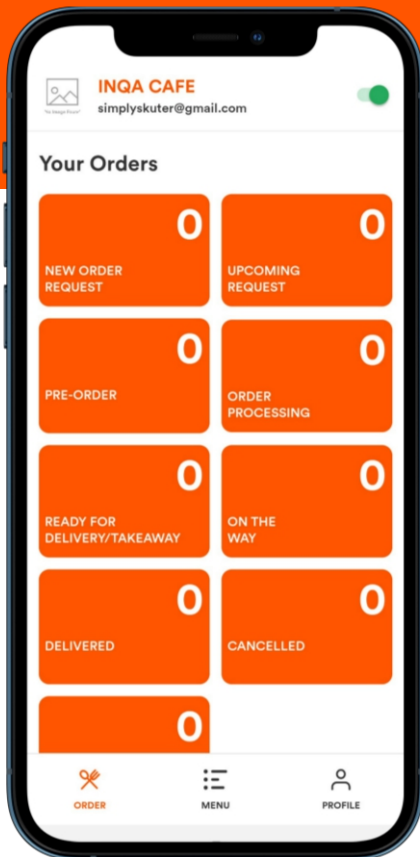 INQA CAFE
simplyskuter@gmail.com
Your Orders
0
NEW ORDER
REQUEST
0
UPCOMING
REQUEST
0
PRE-ORDER
0
ORDER
PROCESSING
0
READY FOR
DELIVERY/TAKEAWAY
0
ON THE
WAY
0
DELIVERED
0
CANCELLED
0
ORDER
MENU
PROFILE